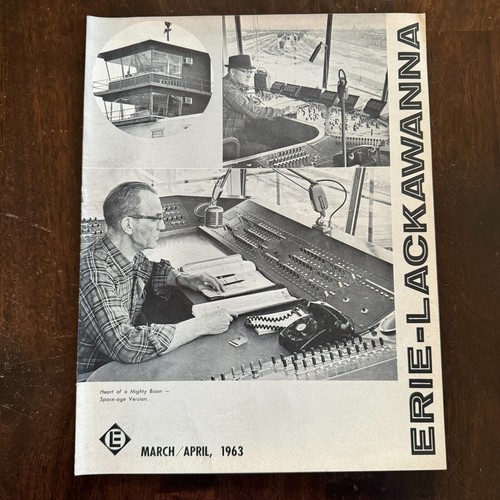 ERIE-LACKAWANNA
Heart of a Mighty Bison —
Space-age Version.
E
MARCH/APRIL, 1963